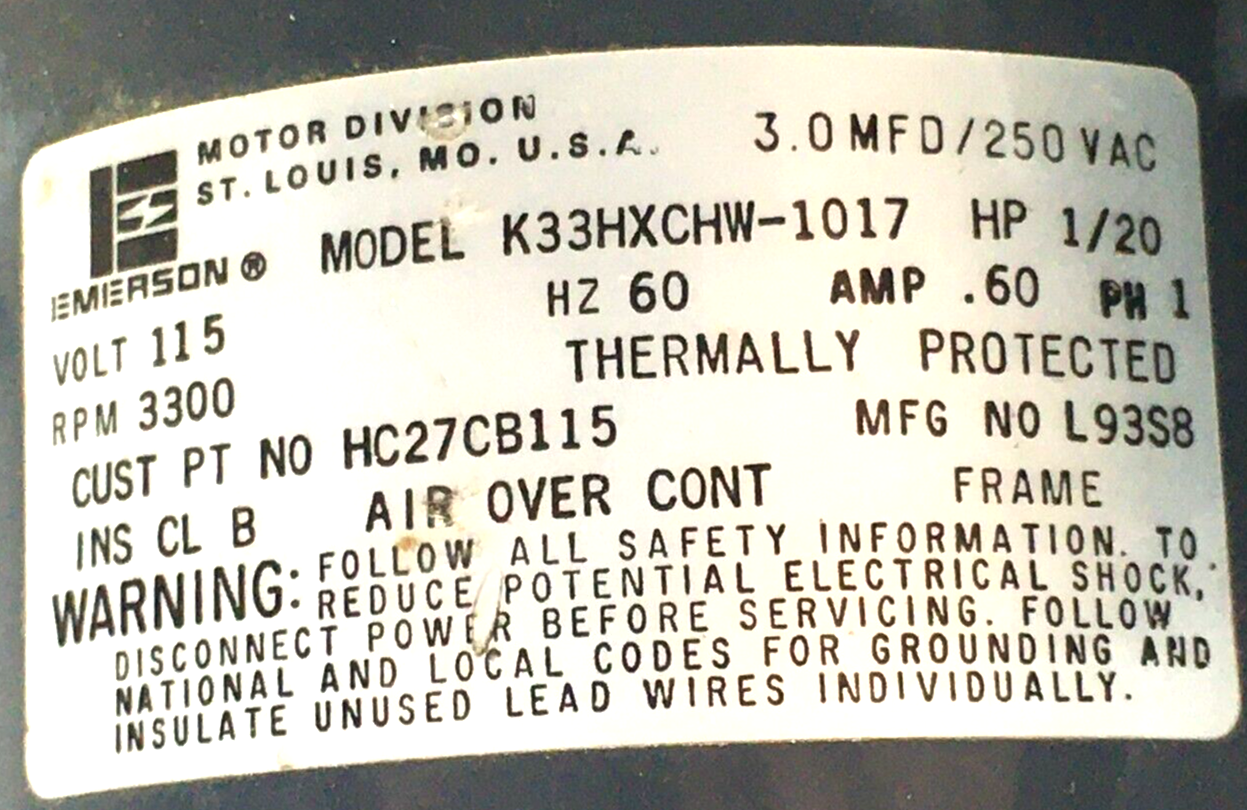 MOTOR DIVISION
ST. LOUIS, MO. U.S.A.
3.0 MFD/250 VAC
EMERSON ®
MODEL K33HXCHW-1017 HP 1/20
VOLT 115 HZ 60 AMP .60 PH 1
RPM 3300 THERMALLY PROTECTED
CUST PT NO HC27CB115 MFG NO L93S8
INS CL B AIR OVER CONT FRAME
WARNING: FOLLOW ALL SAFETY INFORMATION. TO
REDUCE POTENTIAL ELECTRICAL SHOCK,
DISCONNECT POWER BEFORE SERVICING. FOLLOW
NATIONAL AND LOCAL CODES FOR GROUNDING AND
INSULATE UNUSED LEAD WIRES INDIVIDUALLY.